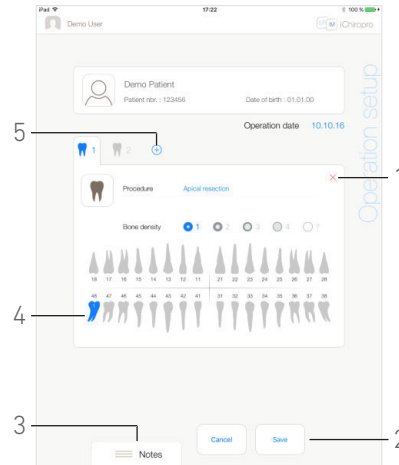 iPad 17:22 100 %
Demo User iChiropro
Demo Patient
Patient nbr. : 123456 Date of birth : 01.01.00
Operation setup
Operation date 10.10.16
5
1 2
1
Procedure Apical resection
Bone density 1 2 3 4 ?
18 17 16 15 14 13 12 11 21 22 23 24 25 26 27 28
48 47 46 45 44 43 42 41 31 32 33 34 35 36 37 38
4
3
Cancel Save
2
Notes